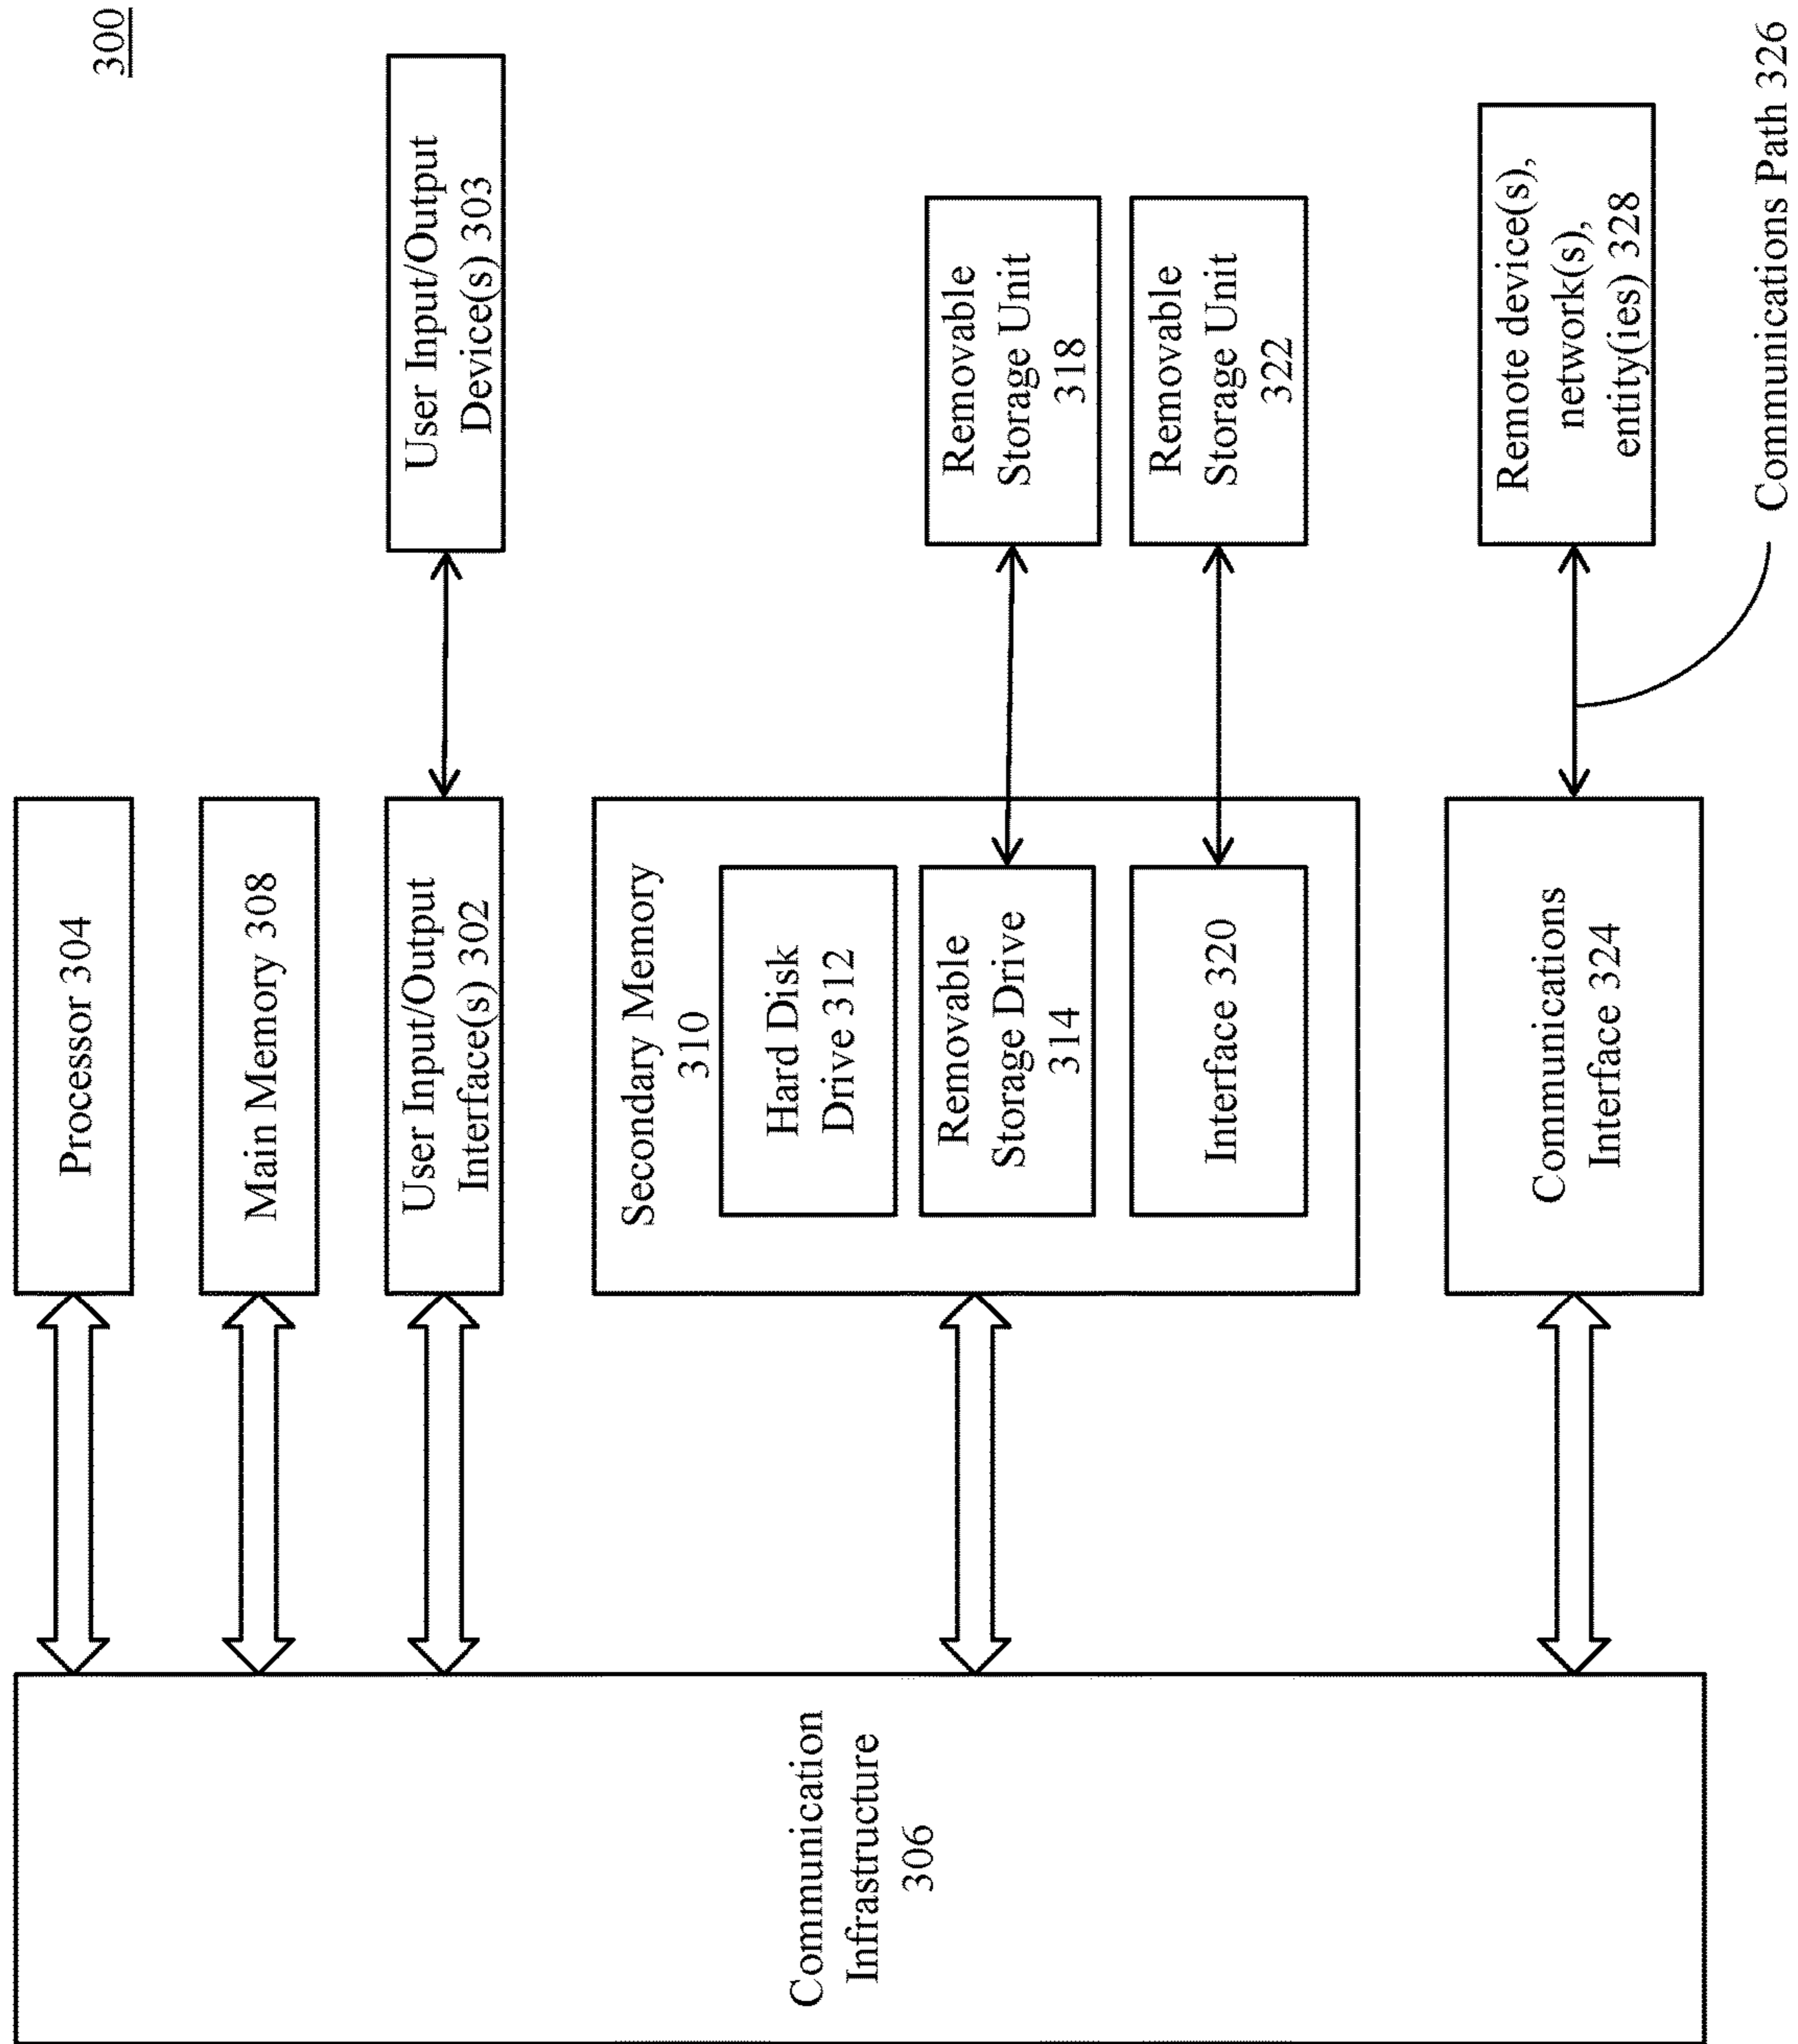 300
Processor 304
Main Memory 308
User Input/Output
Interface(s) 302
User Input/Output
Devices(s) 303
Secondary Memory
310
Hard Disk
Drive 312
Removable
Storage Drive
314
Interface 320
Removable
Storage Unit
318
Removable
Storage Unit
322
Communications
Interface 324
Remote device(s),
network(s),
entity(ies) 328
Communications Path 326
Communication
Infrastructure
306